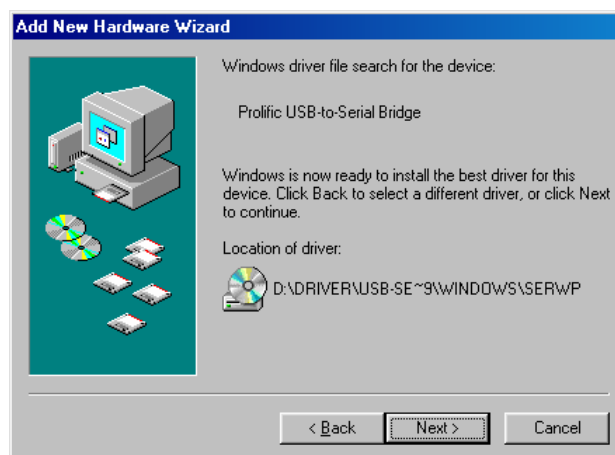 Add New Hardware Wizard
Windows driver file search for the device:
Prolific USB-to-Serial Bridge
Windows is now ready to install the best driver for this
device. Click Back to select a different driver, or click Next
to continue.
Location of driver:
D:\DRIVER\USB-SE~9\WINDOWS\SERWP
< Back
Next >
Cancel